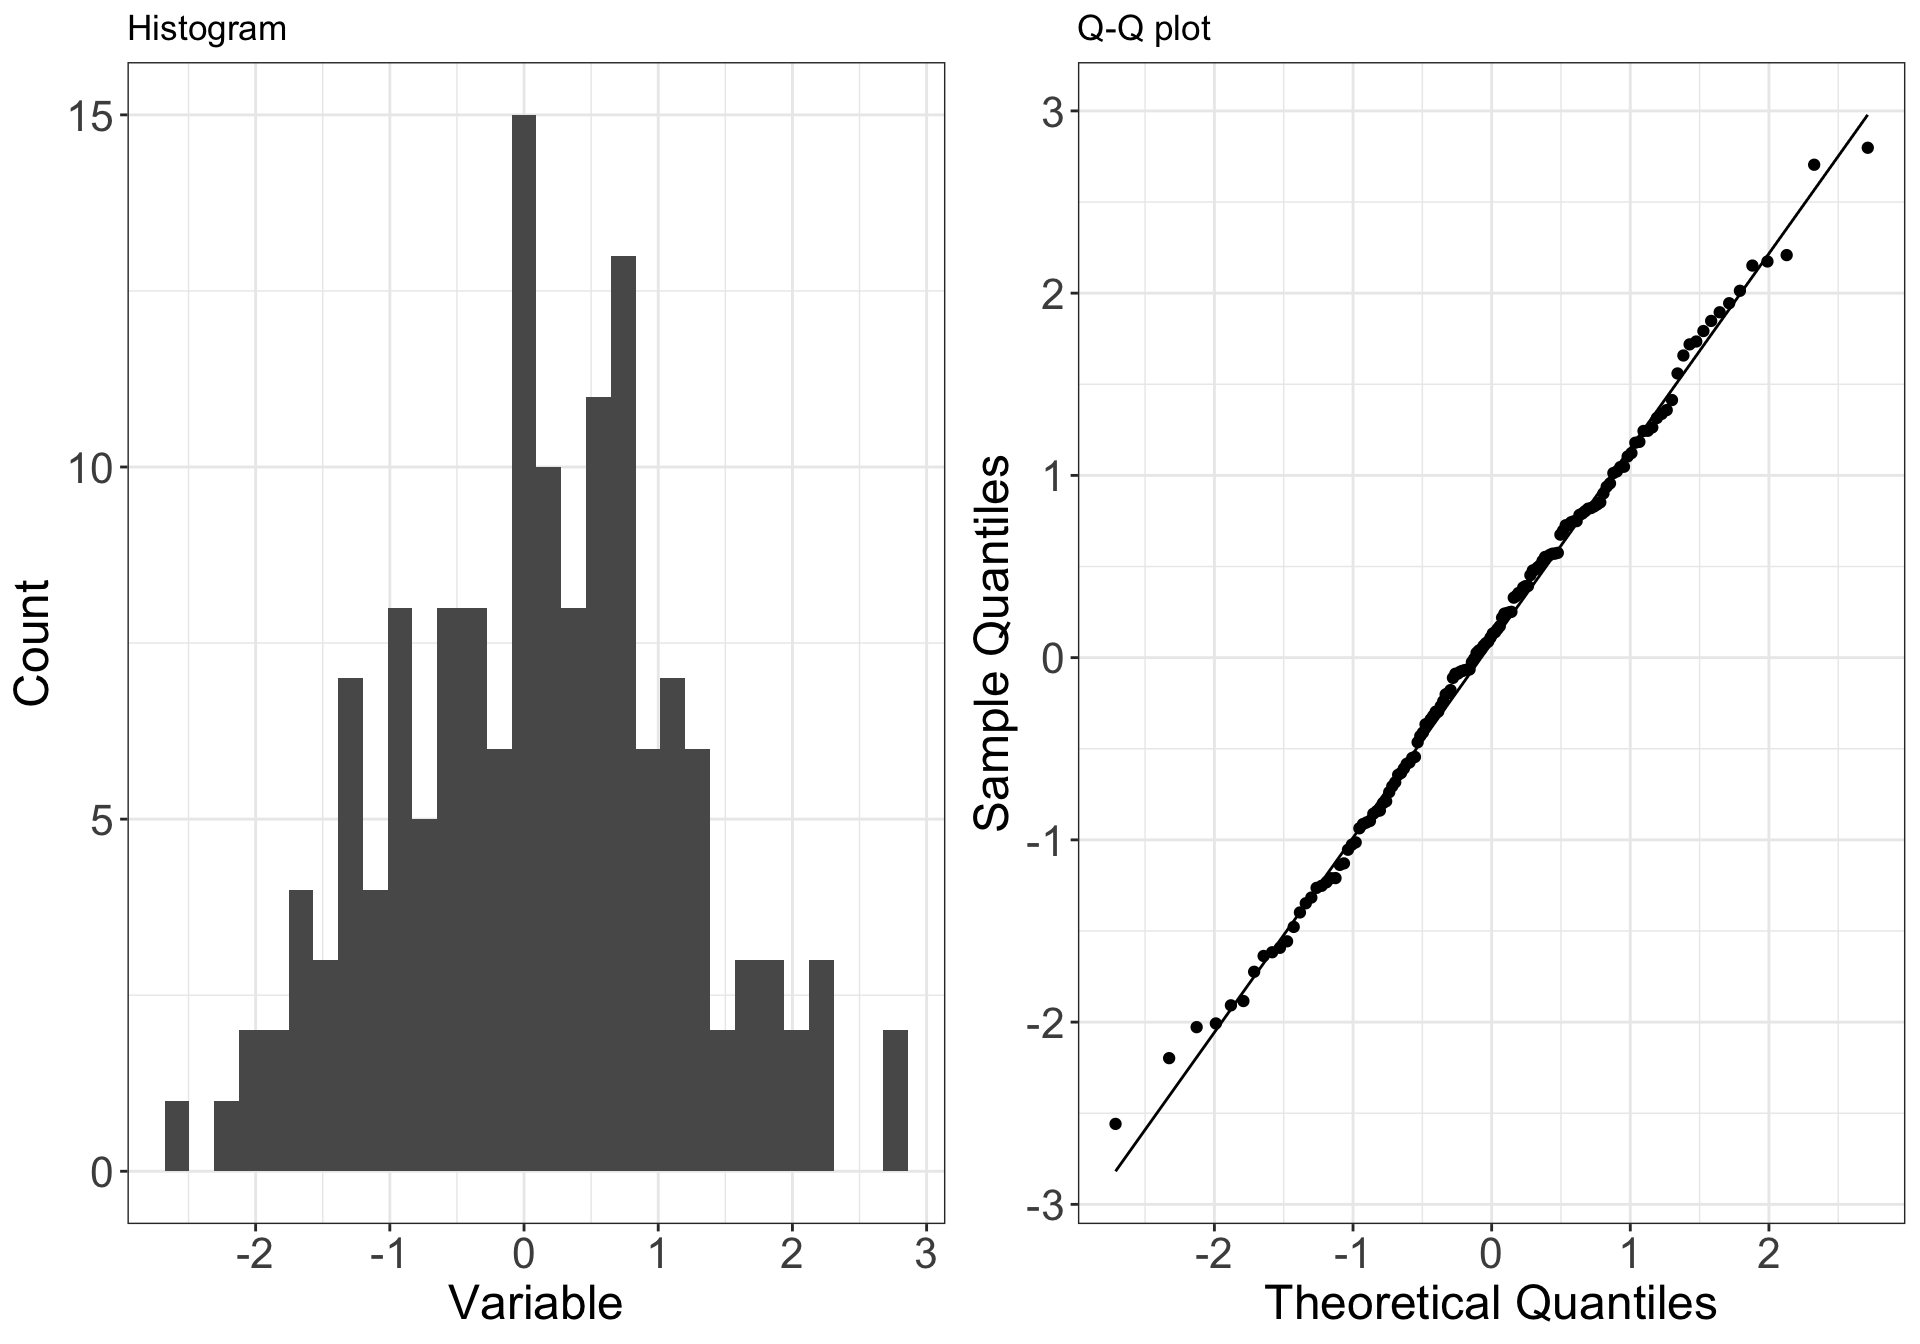 Histogram
15
10
5
0
Count
-2 -1 0 1 2 3
Variable
Q-Q plot
3
2
1
0
-1
-2
-3
Sample Quantiles
-2 -1 0 1 2
Theoretical Quantiles